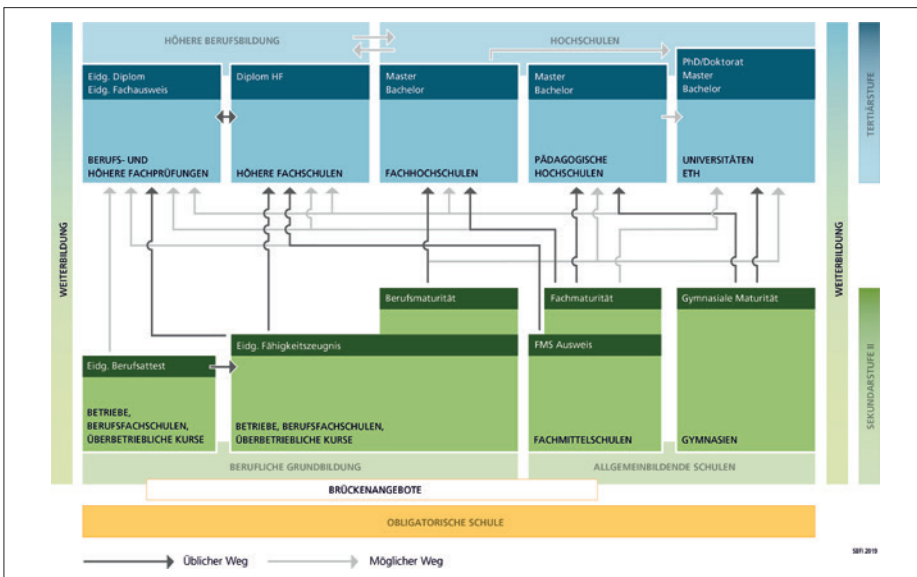 HÖHERE BERUFSBILDUNG
HOCHSCHULEN
Eidg. Diplom
Eidg. Fachausweis
Diplom HF
Master
Bachelor
Master
Bachelor
PhD/Doktorat
Master
Bachelor
BERUFS- UND
HÖHERE FACHPRÜFUNGEN
HÖHERE FACHSCHULEN
FACHHOCHSCHULEN
PÄDAGOGISCHE
HOCHSCHULEN
UNIVERSITÄTEN
ETH
TERTIÄRSTUFE
WEITERBILDUNG
WEITERBILDUNG
Berufsmaturität
Fachmaturität
Gymnasiale Maturität
Eidg. Fähigkeitszeugnis
FMS Ausweis
Eidg. Berufsattest
BETRIEBE,
BERUFSFACHSCHULEN,
ÜBERBETRIEBLICHE KURSE
BETRIEBE, BERUFSFACHSCHULEN,
ÜBERBETRIEBLICHE KURSE
FACHMITTELSCHULEN
GYMNASIEN
SEKUNDARSTUFE II
BERUFLICHE GRUNDBILDUNG
ALLGEMEINBILDENDE SCHULEN
BRÜCKENANGEBOTE
OBLIGATORISCHE SCHULE
Üblicher Weg
Möglicher Weg
SBFI 2019